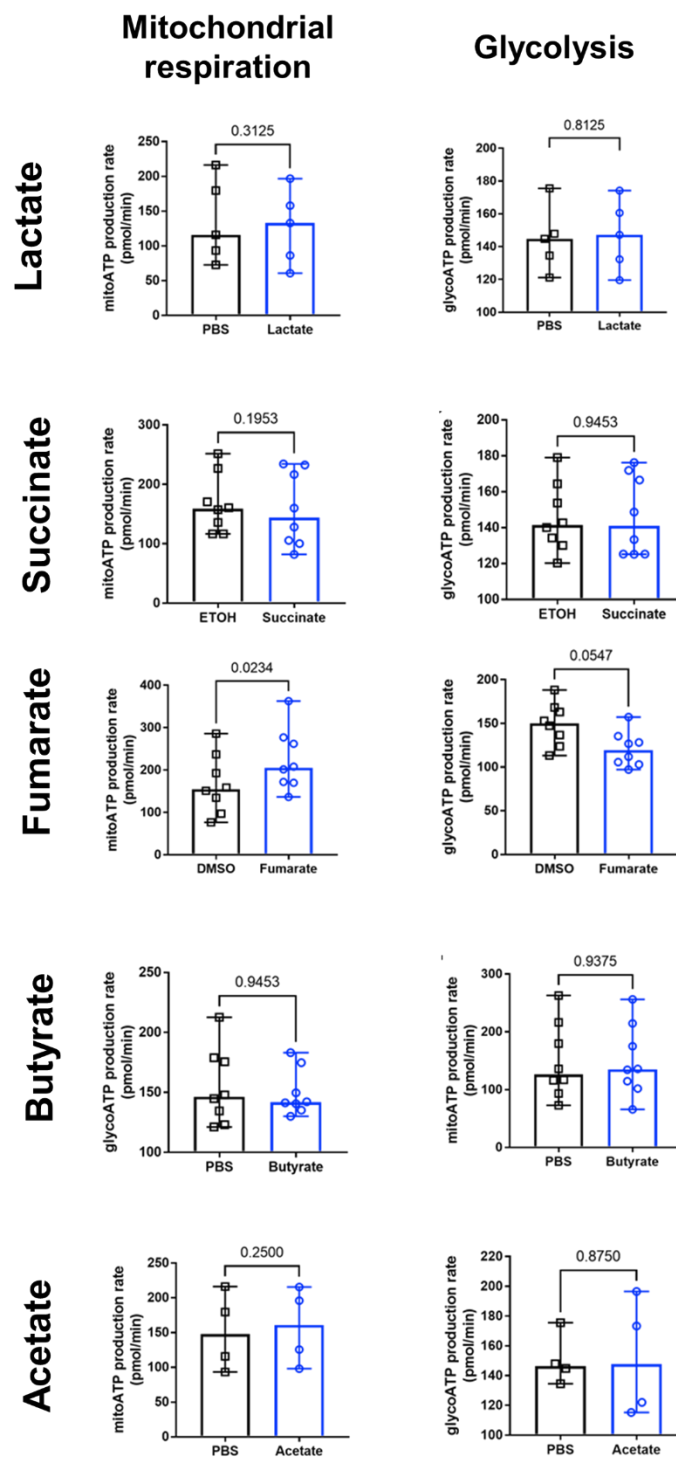 Mitochondrial
respiration
Glycolysis
Lactate
mitoATP production rate
(pmol/min)
250
200
150
100
50
0
0.3125
PBS
Lactate
glycoATP production rate
(pmol/min)
200
180
160
140
120
100
0.8125
PBS
Lactate
Succinate
mitoATP production rate
(pmol/min)
300
200
100
0
0.1953
ETOH
Succinate
glycoATP production rate
(pmol/min)
200
180
160
140
120
100
0.9453
ETOH
Succinate
Fumarate
mitoATP production rate
(pmol/min)
400
300
200
100
0
0.0234
DMSO
Fumarate
glycoATP production rate
(pmol/min)
200
150
100
50
0
0.0547
DMSO
Fumarate
Butyrate
glycoATP production rate
(pmol/min)
250
200
150
100
0.9453
PBS
Butyrate
mitoATP production rate
(pmol/min)
300
200
100
0
0.9375
PBS
Butyrate
Acetate
mitoATP production rate
(pmol/min)
250
200
150
100
50
0
0.2500
PBS
Acetate
glycoATP production rate
(pmol/min)
220
200
180
160
140
120
100
0.8750
PBS
Acetate